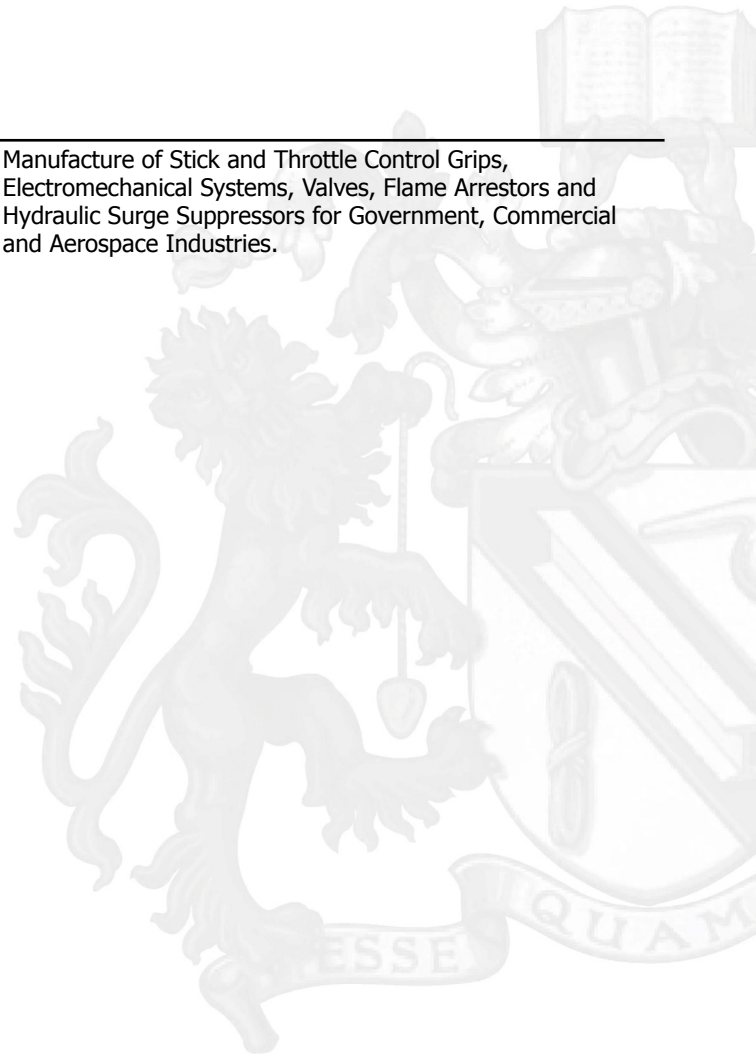 Manufacture of Stick and Throttle Control Grips,
Electromechanical Systems, Valves, Flame Arrestors and
Hydraulic Surge Suppressors for Government, Commercial
and Aerospace Industries.
ESSE QUAM